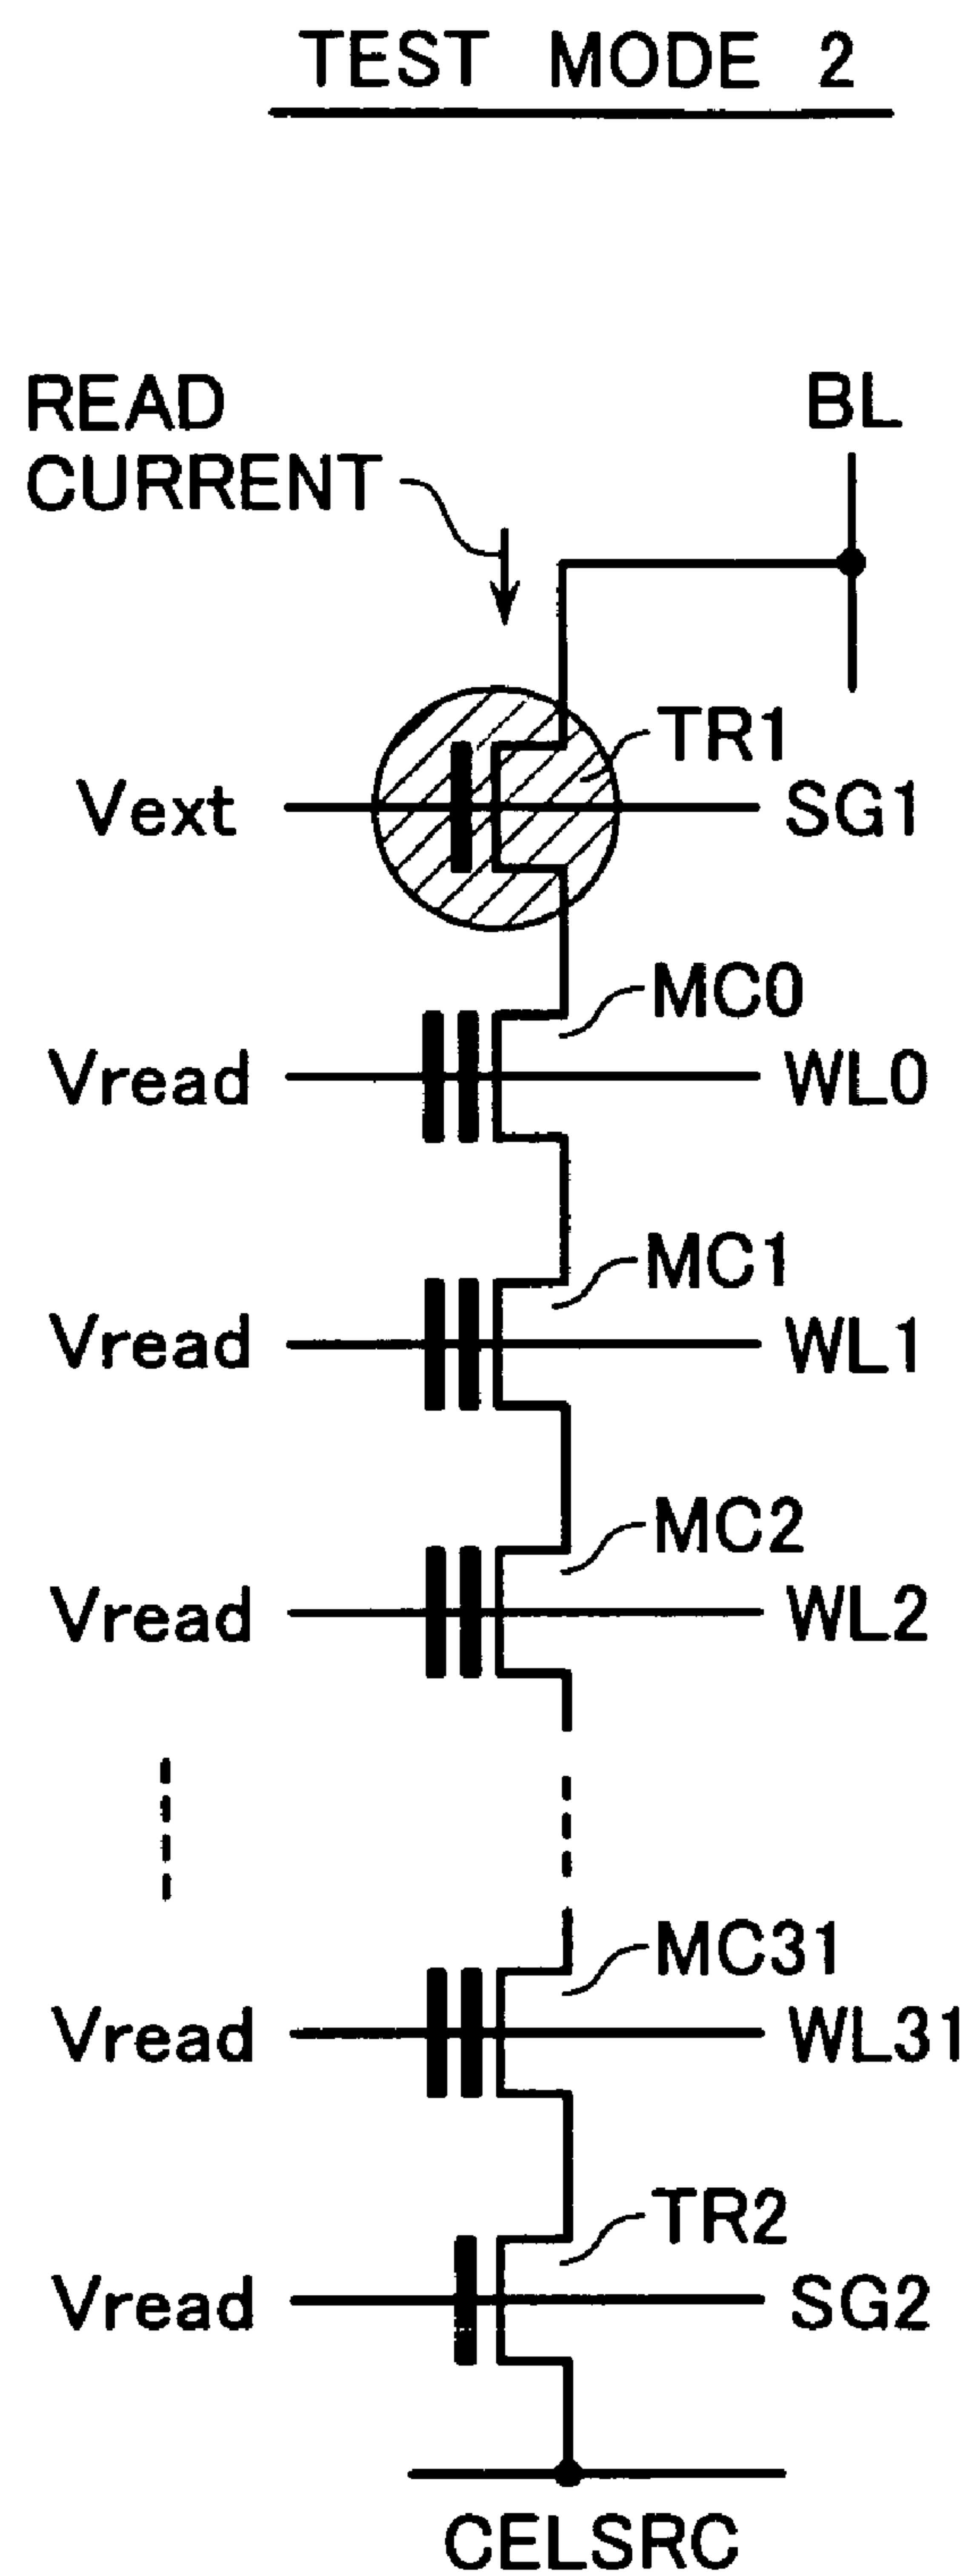 TEST MODE 2
READ
CURRENT
BL
TR1
Vext
SG1
MC0
Vread
WL0
MC1
Vread
WL1
MC2
Vread
WL2
MC31
Vread
WL31
TR2
Vread
SG2
CELSRC